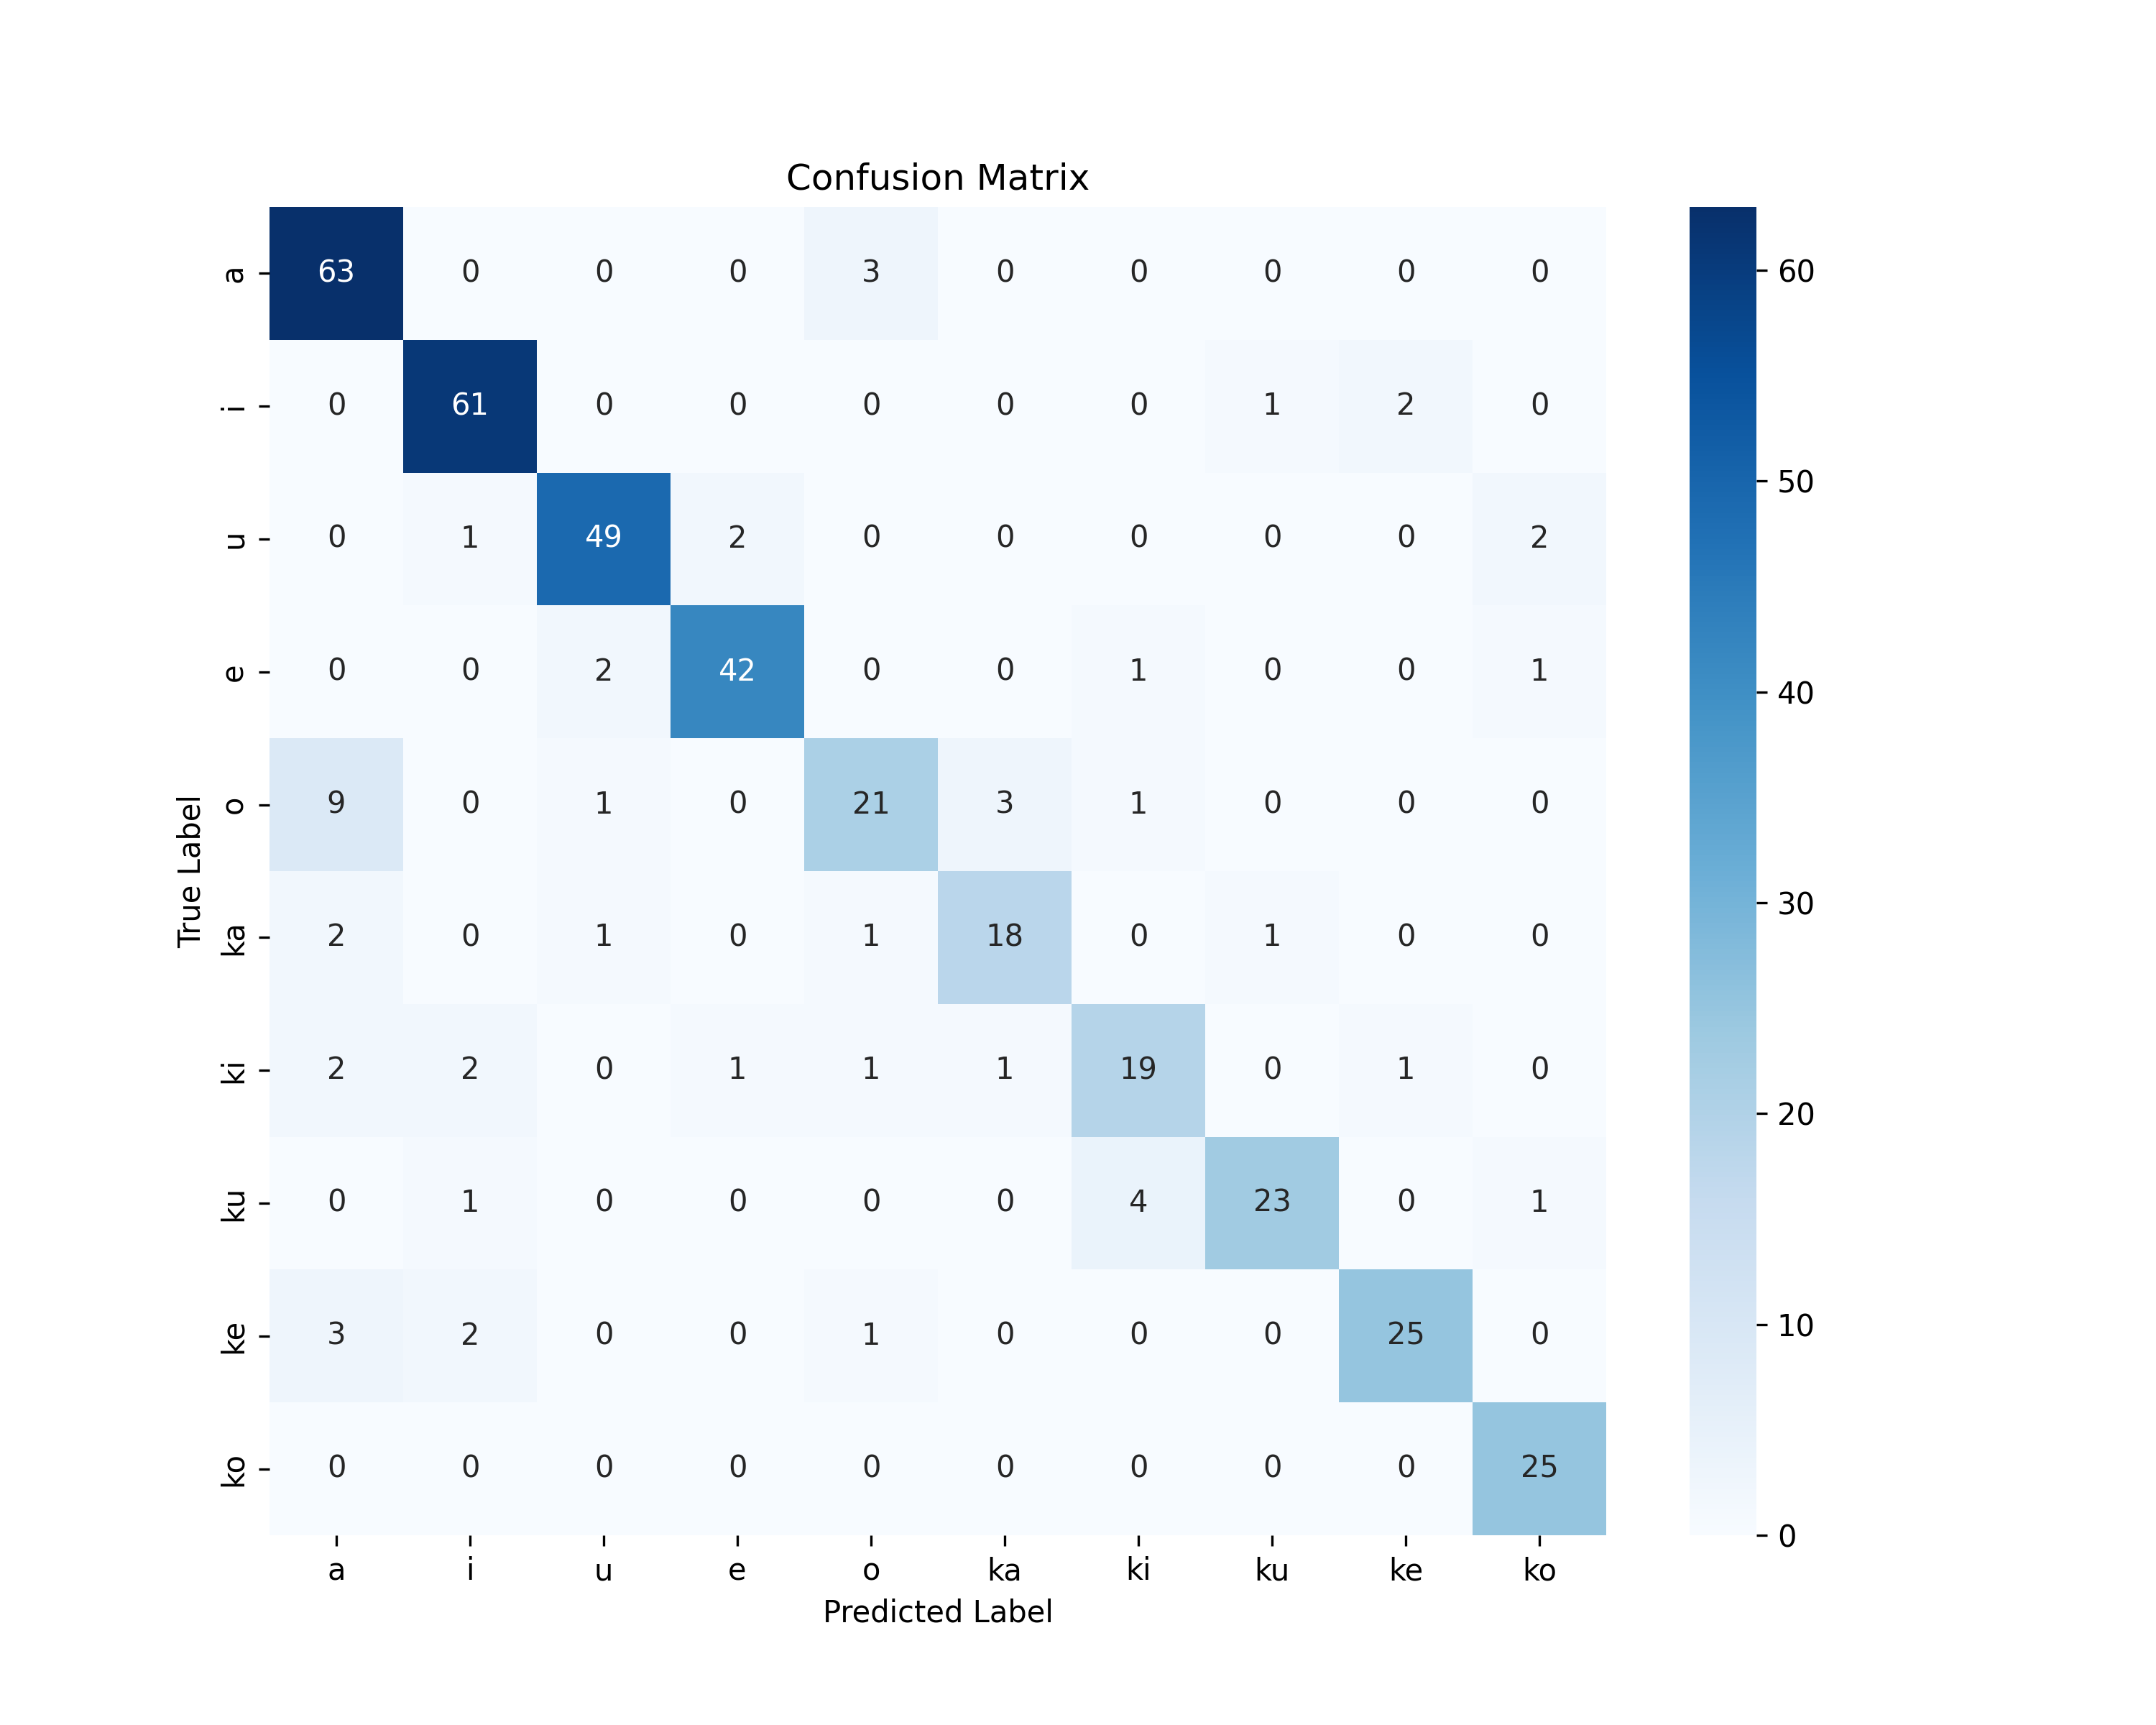 Confusion Matrix
a 63 0 0 0 3 0 0 0 0 0
i 0 61 0 0 0 0 0 1 2 0
u 0 1 49 2 0 0 0 0 0 2
e 0 0 2 42 0 0 1 0 0 1
o 9 0 1 0 21 3 1 0 0 0
ka 2 0 1 0 1 18 0 1 0 0
ki 2 2 0 1 1 1 19 0 1 0
ku 0 1 0 0 0 0 4 23 0 1
ke 3 2 0 0 1 0 0 0 25 0
ko 0 0 0 0 0 0 0 0 0 25
a i u e o ka ki ku ke ko
Predicted Label
True Label
60
50
40
30
20
10
0